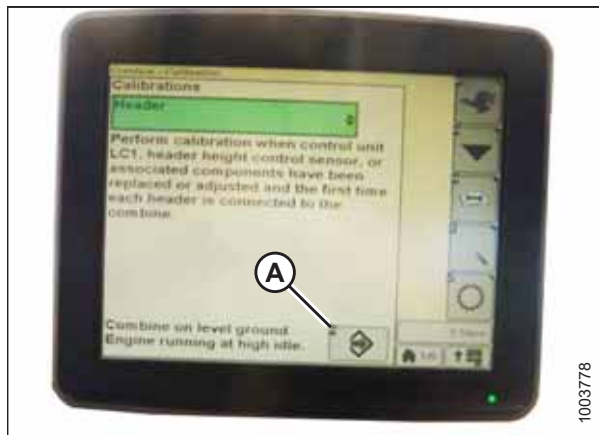 Combine - Calibration
Calibrations
Header
Perform calibration when control unit
LC1, header height control sensor, or
associated components have been
replaced or adjusted and the first time
each header is connected to the
combine.
A
Combine on level ground.
Engine running at high idle.
1003778